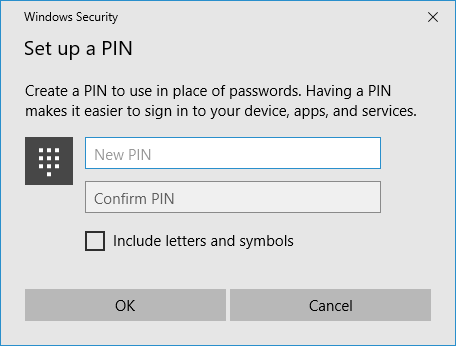 Windows Security
Set up a PIN
Create a PIN to use in place of passwords. Having a PIN
makes it easier to sign in to your device, apps, and services.
New PIN
Confirm PIN
Include letters and symbols
OK
Cancel